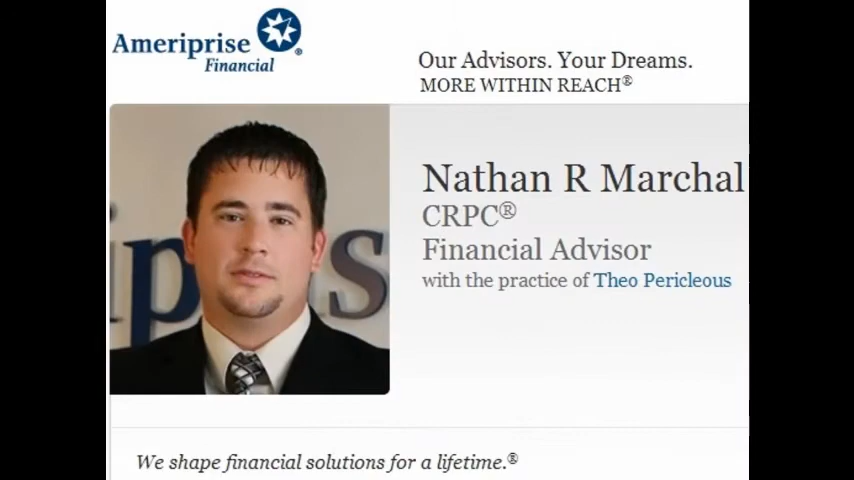 Ameriprise
Financial
Our Advisors. Your Dreams.
MORE WITHIN REACH®
Nathan R Marchal
CRPC®
Financial Advisor
with the practice of Theo Pericleous
We shape financial solutions for a lifetime.®